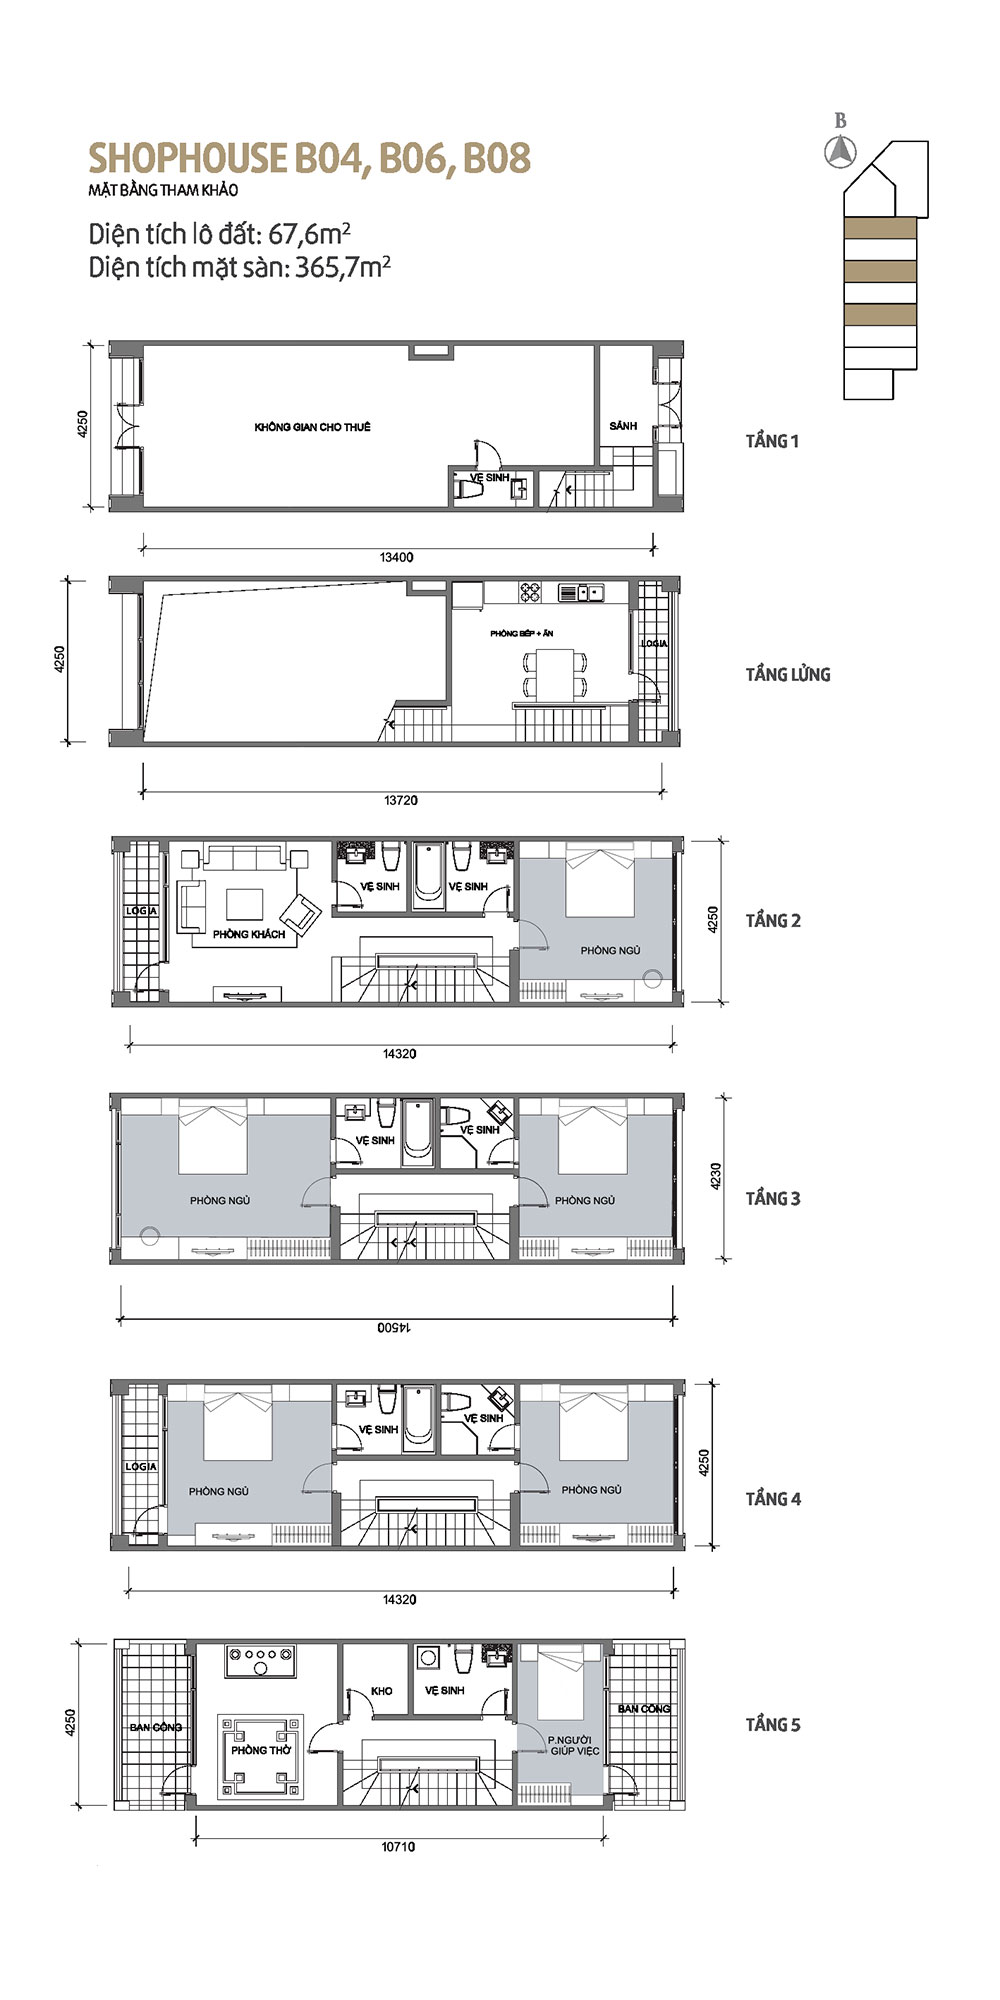 B
SHOPHOUSE B04, B06, B08
MẶT BẰNG THAM KHẢO
Diện tích lô đất: 67,6m²
Diện tích mặt sàn: 365,7m²
4250
KHÔNG GIAN CHO THUÊ
SẢNH
VỆ SINH
TẦNG 1
13400
4250
PHÒNG BẾP + ĂN
LOGIA
TẦNG LỬNG
13720
LOGIA
PHÒNG KHÁCH
VỆ SINH
VỆ SINH
PHÒNG NGỦ
4250
TẦNG 2
14320
PHÒNG NGỦ
VỆ SINH
VỆ SINH
PHÒNG NGỦ
4230
TẦNG 3
14500
LOGIA
PHÒNG NGỦ
VỆ SINH
VỆ SINH
PHÒNG NGỦ
4250
TẦNG 4
14320
4250
BAN CÔNG
PHÒNG THỜ
KHO
VỆ SINH
P.NGƯỜI
GIÚP VIỆC
BAN CÔNG
TẦNG 5
10710